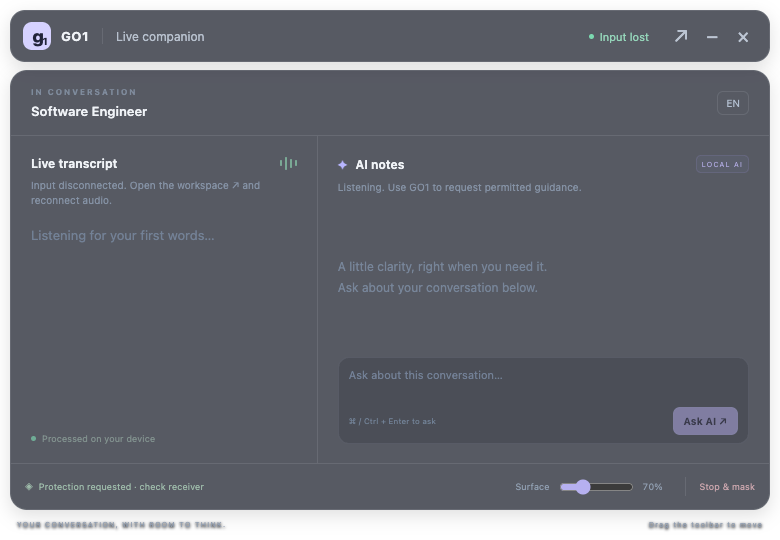 g1 GO1 Live companion Input lost
IN CONVERSATION
Software Engineer
EN
Live transcript
Input disconnected. Open the workspace ↗ and
reconnect audio.
Listening for your first words...
Processed on your device
AI notes
LOCAL AI
Listening. Use GO1 to request permitted guidance.
A little clarity, right when you need it.
Ask about your conversation below.
Ask about this conversation...
⌘ / Ctrl + Enter to ask
Ask AI ↗
Protection requested · check receiver
Surface 70% Stop & mask
YOUR CONVERSATION, WITH ROOM TO THINK.
Drag the toolbar to move